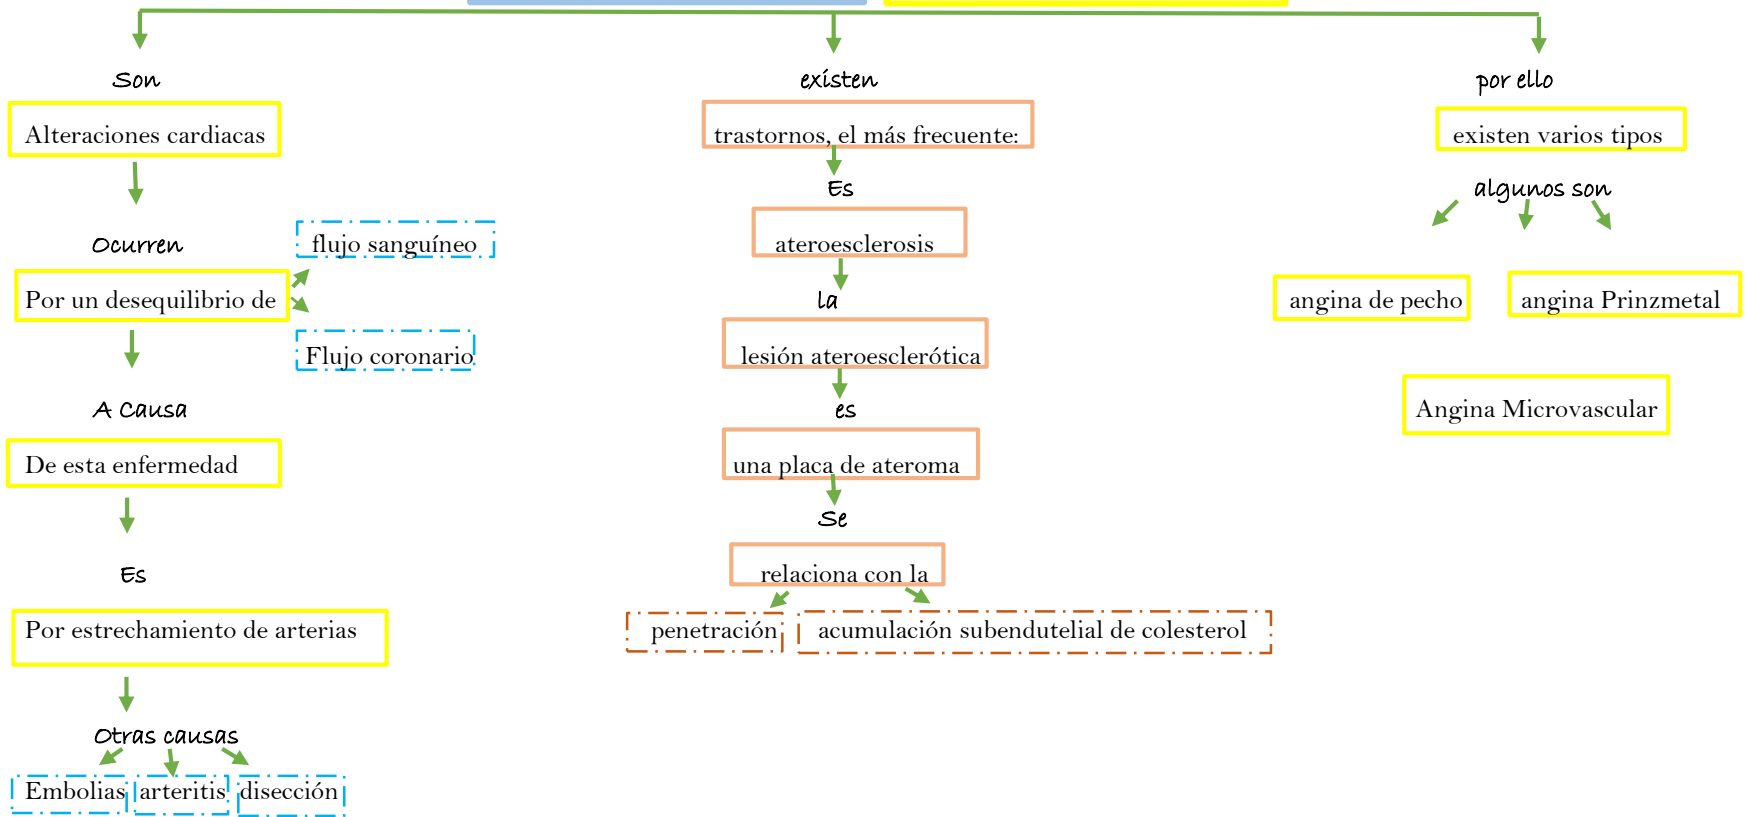 Son
Alteraciones cardiacas
Ocurren
Por un desequilibrio de
flujo sanguíneo
Flujo coronario
A Causa
De esta enfermedad
Es
Por estrechamiento de arterias
Otras causas
Embolias
arteritis
disección
existen
trastornos, el más frecuente:
Es
ateroesclerosis
la
lesión ateroesclerótica
es
una placa de ateroma
Se
relaciona con la
penetración
acumulación subendutelial de colesterol
por ello
existen varios tipos
algunos son
angina de pecho
angina Prinzmetal
Angina Microvascular